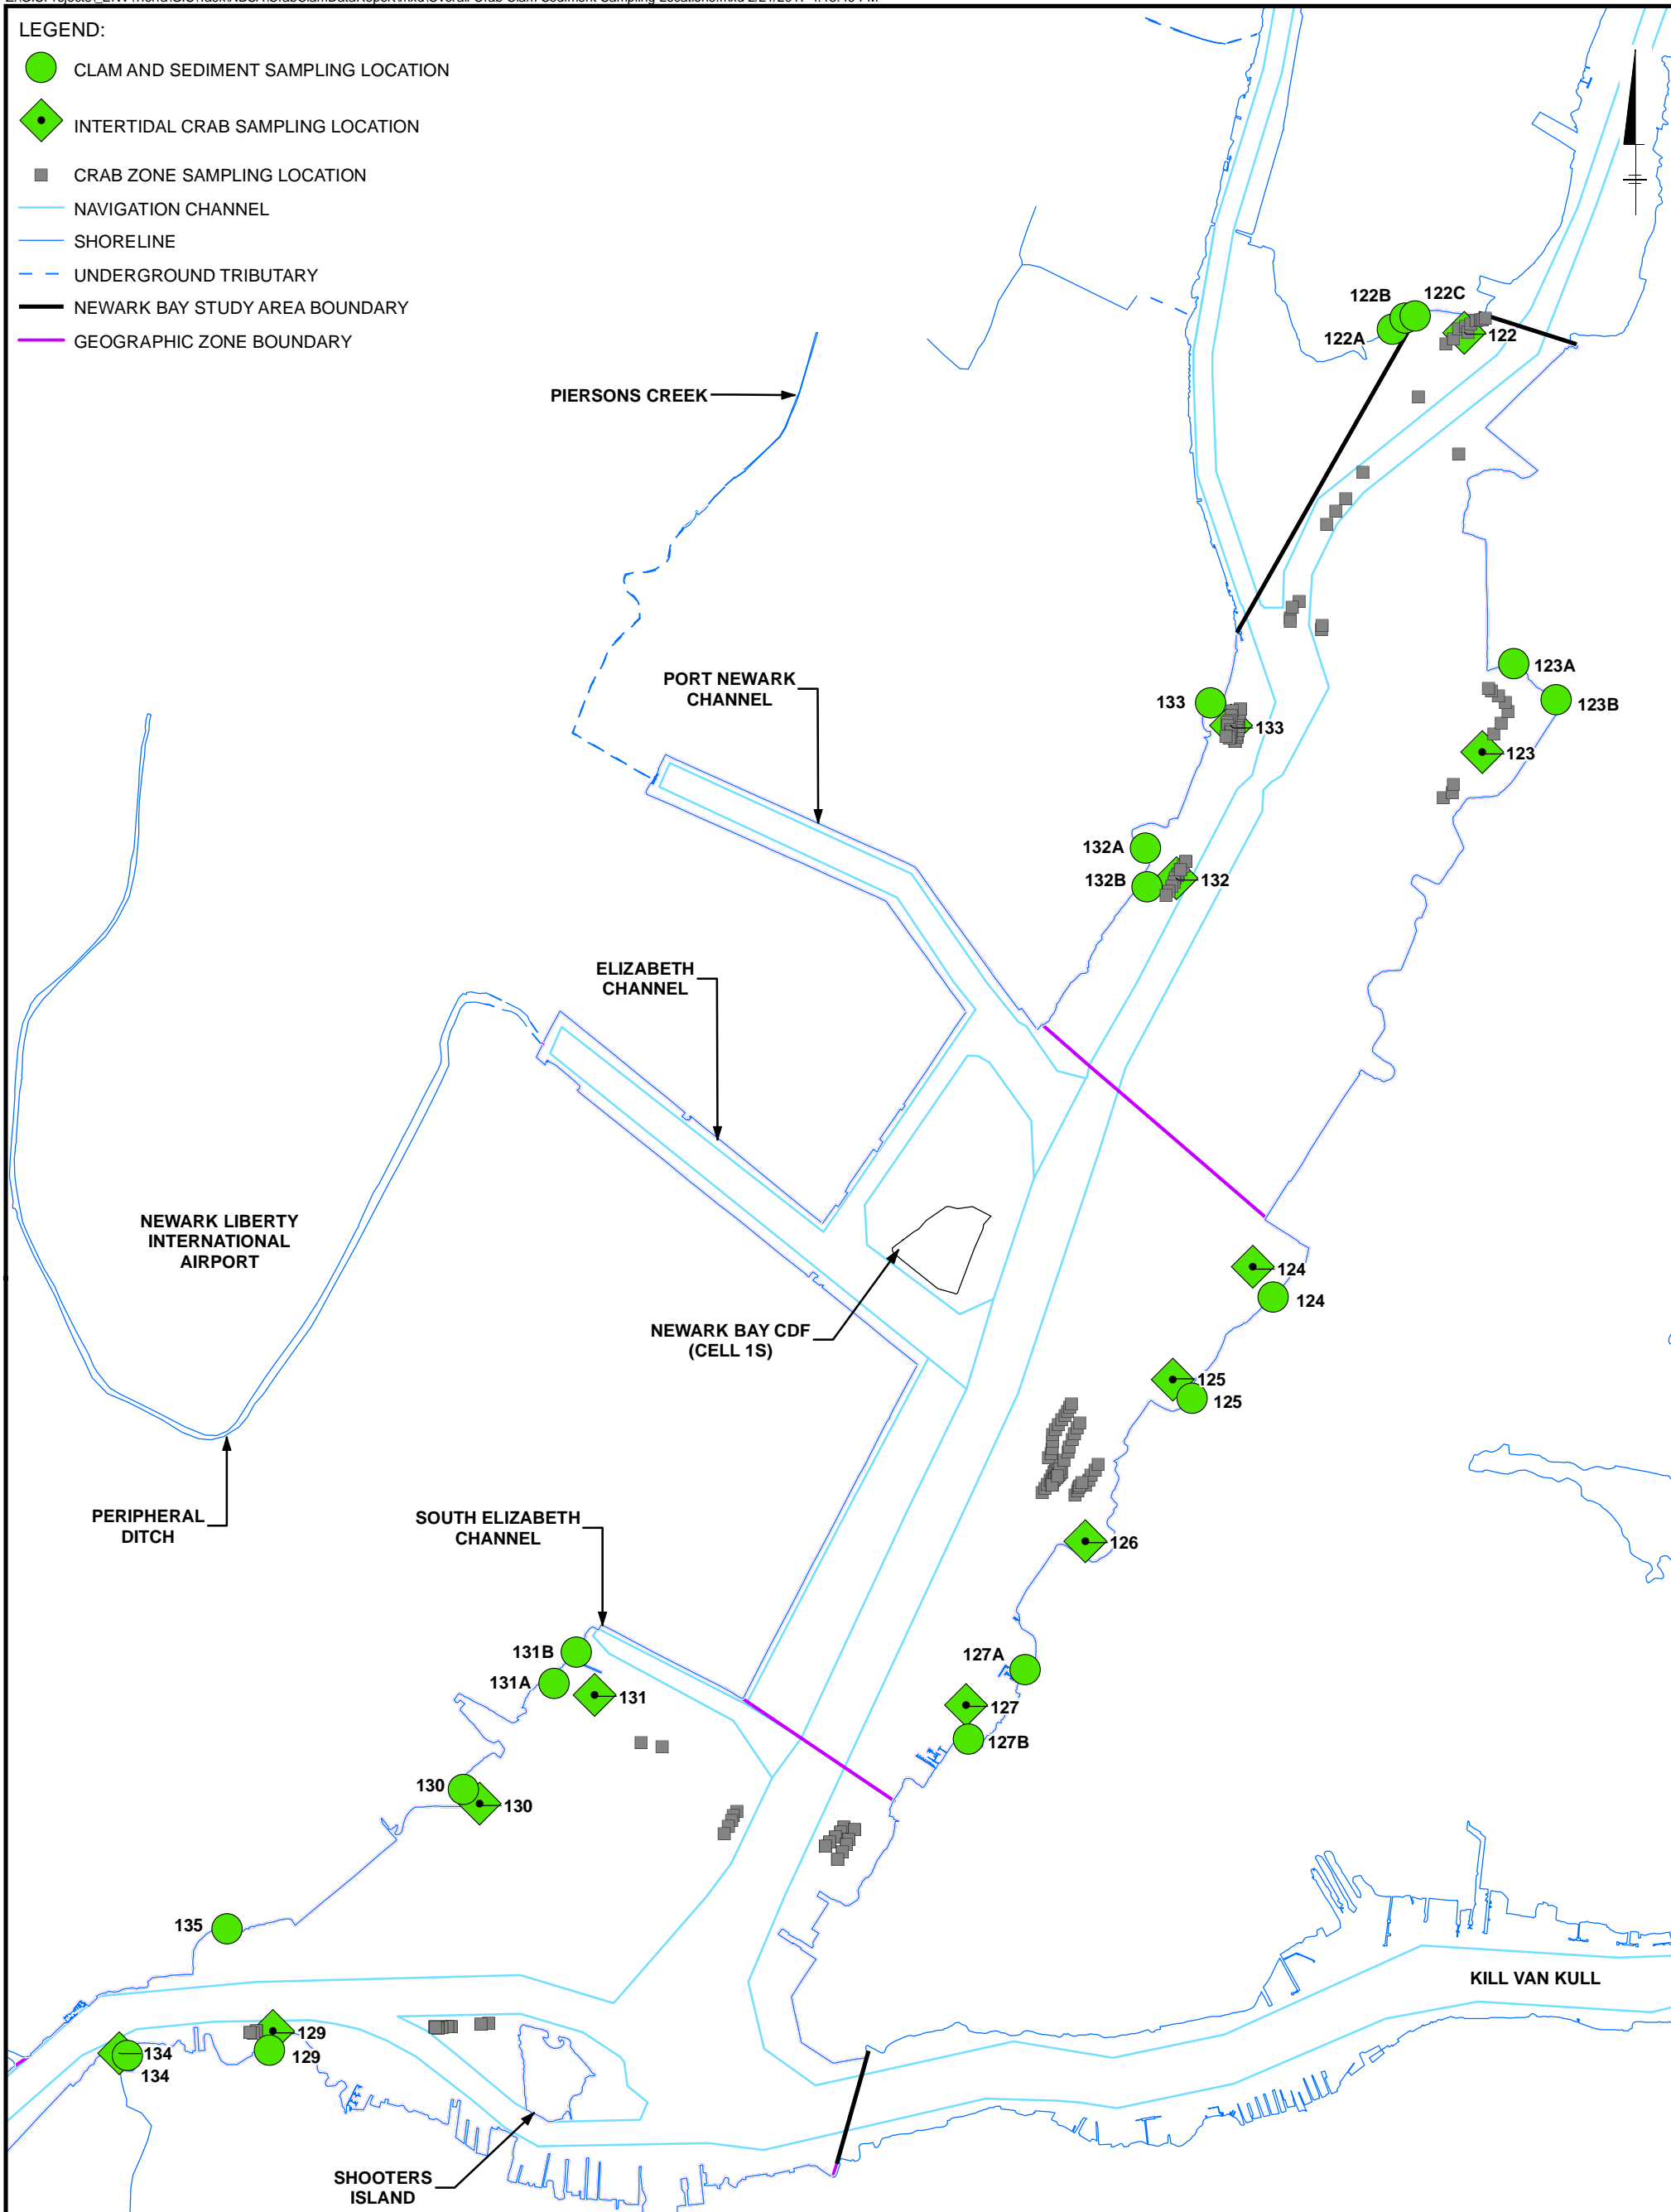 LEGEND:
CLAM AND SEDIMENT SAMPLING LOCATION
INTERTIDAL CRAB SAMPLING LOCATION
CRAB ZONE SAMPLING LOCATION
NAVIGATION CHANNEL
SHORELINE
UNDERGROUND TRIBUTARY
NEWARK BAY STUDY AREA BOUNDARY
GEOGRAPHIC ZONE BOUNDARY
122B
122C
122A
122
PIERSONS CREEK
123A
123B
PORT NEWARK
CHANNEL
133
133
123
132A
132B
132
ELIZABETH
CHANNEL
NEWARK LIBERTY
INTERNATIONAL
AIRPORT
124
124
NEWARK BAY CDF
(CELL 1S)
125
125
PERIPHERAL
DITCH
SOUTH ELIZABETH
CHANNEL
126
131B
127A
131A
131
127
127B
130
130
135
KILL VAN KULL
129
129
134
134
SHOOTERS
ISLAND